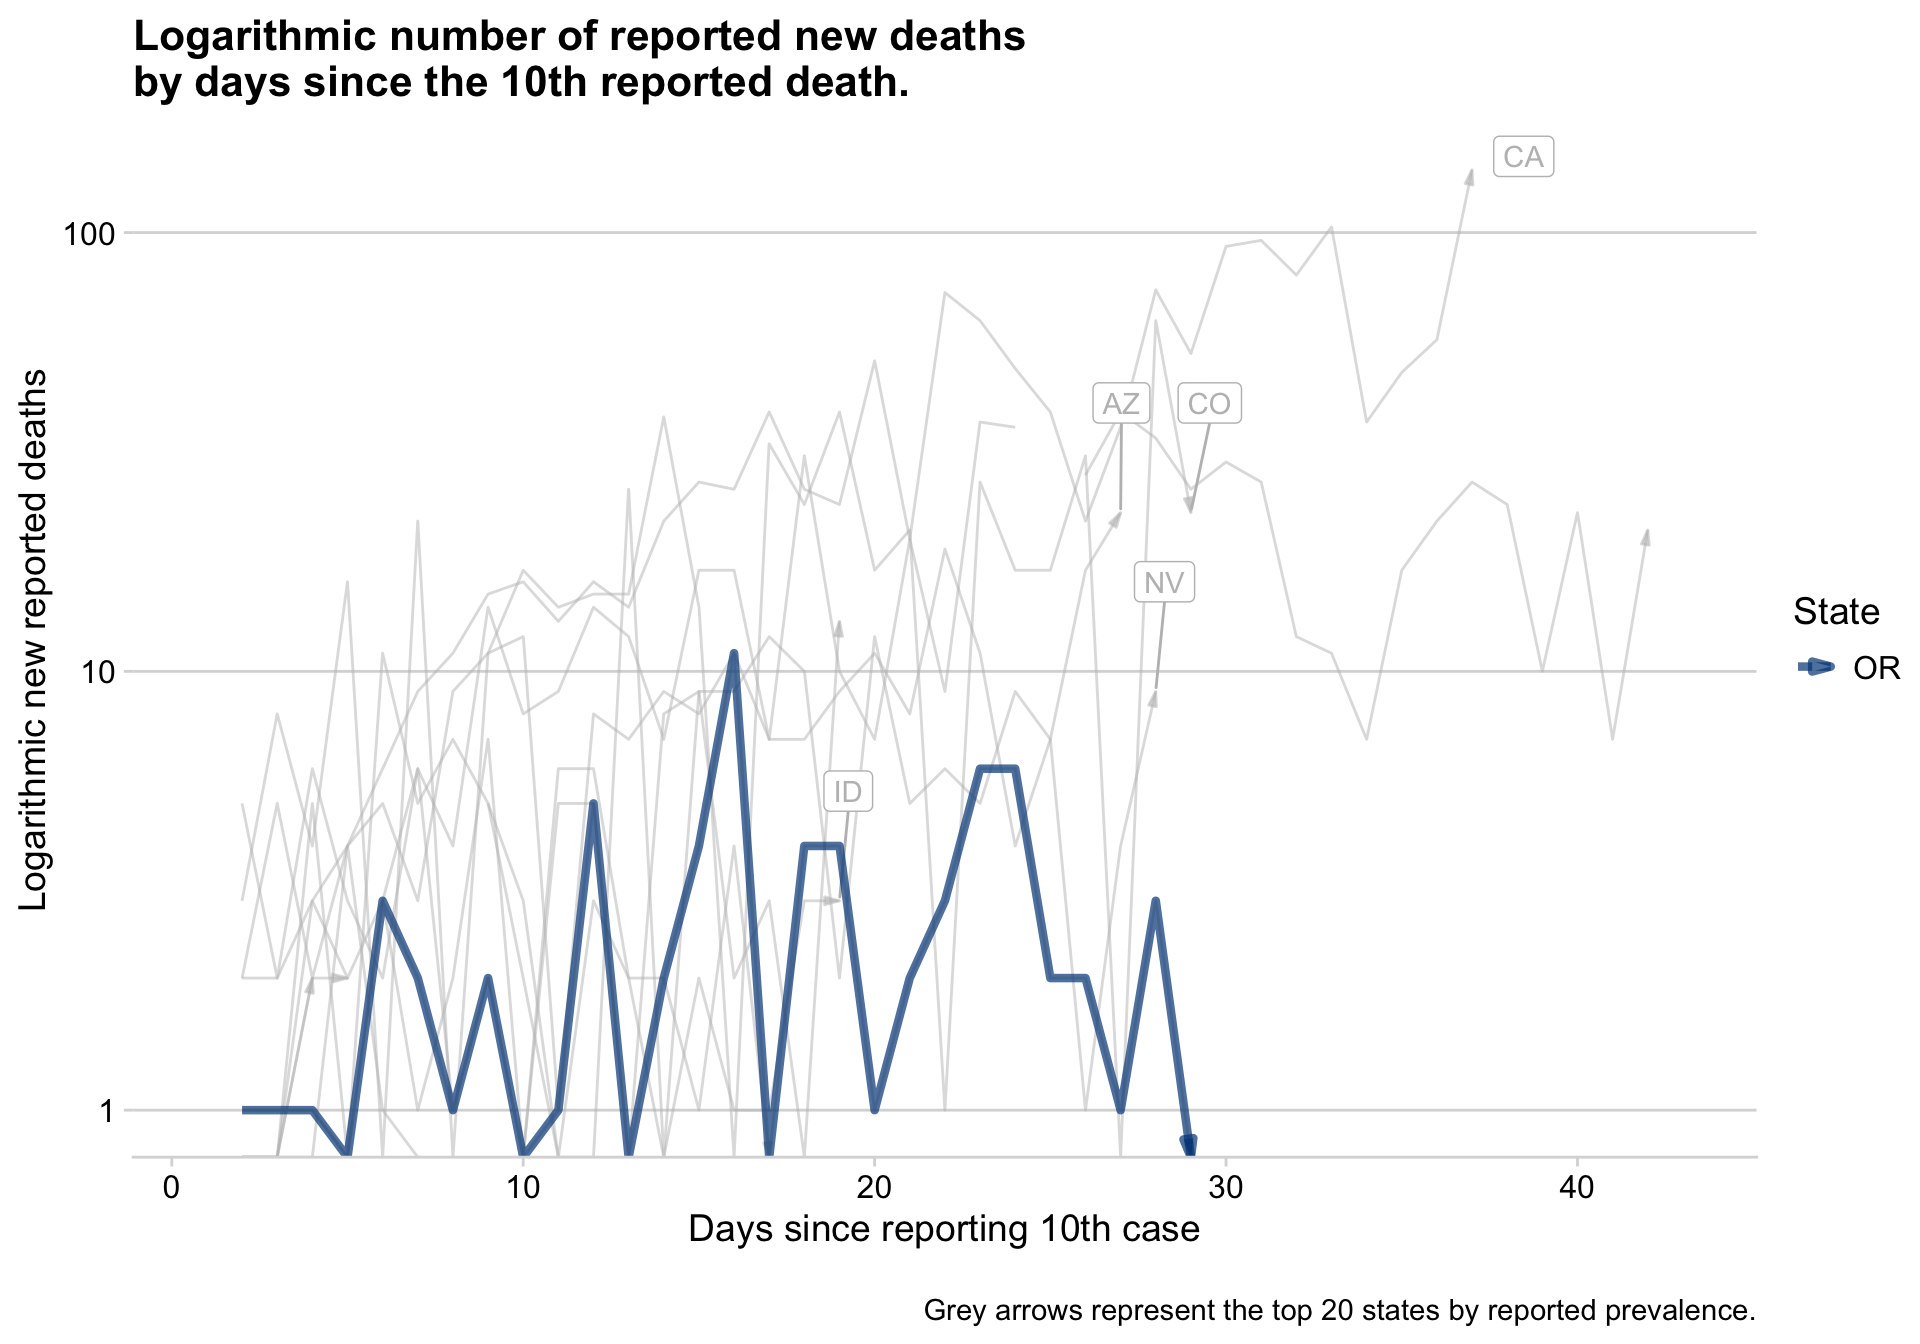 Logarithmic number of reported new deaths
by days since the 10th reported death.
CA
100
AZ
CO
NV
10
ID
1
Logarithmic new reported deaths
State
OR
0
10
20
30
40
Days since reporting 10th case
Grey arrows represent the top 20 states by reported prevalence.